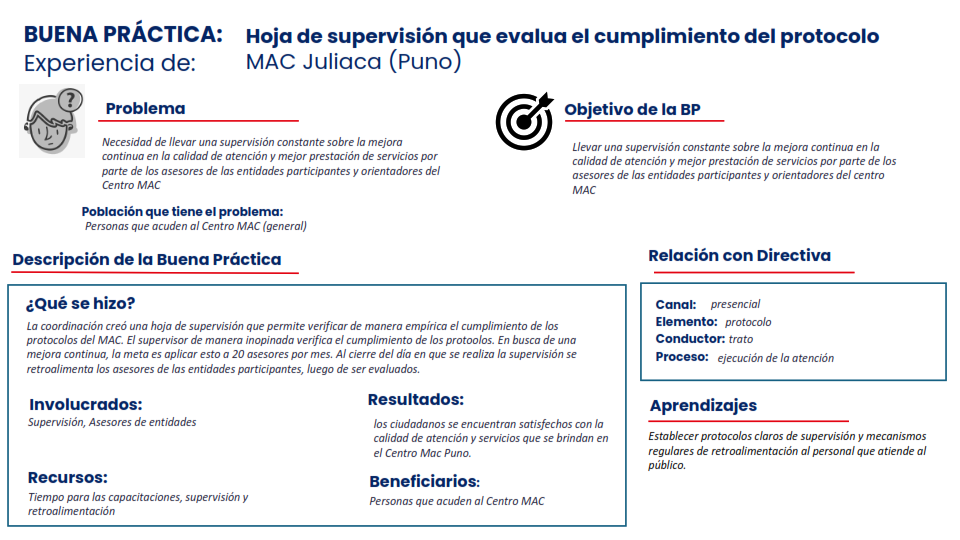 BUENA PRÁCTICA:
Experiencia de:
Hoja de supervisión que evalua el cumplimiento del protocolo
MAC Juliaca (Puno)
?
Problema
Necesidad de llevar una supervisión constante sobre la mejora
continua en la calidad de atención y mejor prestación de servicios por
parte de los asesores de las entidades participantes y orientadores del
Centro MAC
Población que tiene el problema:
Personas que acuden al Centro MAC (general)
Objetivo de la BP
Llevar una supervisión constante sobre la mejora continua en la
calidad de atención y mejor prestación de servicios por parte de los
asesores de las entidades participantes y orientadores del centro
MAC
Descripción de la Buena Práctica
¿Qué se hizo?
La coordinación creó una hoja de supervisión que permite verificar de manera empírica el cumplimiento de los
protocolos del MAC. El supervisor de manera inopinada verifica el cumplimiento de los protoolos. En busca de una
mejora continua, la meta es aplicar esto a 20 asesores por mes. Al cierre del día en que se realiza la supervisión se
retroalimenta los asesores de las entidades participantes, luego de ser evaluados.
Involucrados:
Supervisión, Asesores de entidades
Recursos:
Tiempo para las capacitaciones, supervisión y
retroalimentación
Resultados:
los ciudadanos se encuentran satisfechos con la
calidad de atención y servicios que se brindan en
el Centro Mac Puno.
Beneficiarios:
Personas que acuden al Centro MAC
Relación con Directiva
Canal: presencial
Elemento: protocolo
Conductor: trato
Proceso: ejecución de la atención
Aprendizajes
Establecer protocolos claros de supervisión y mecanismos
regulares de retroalimentación al personal que atiende al
público.